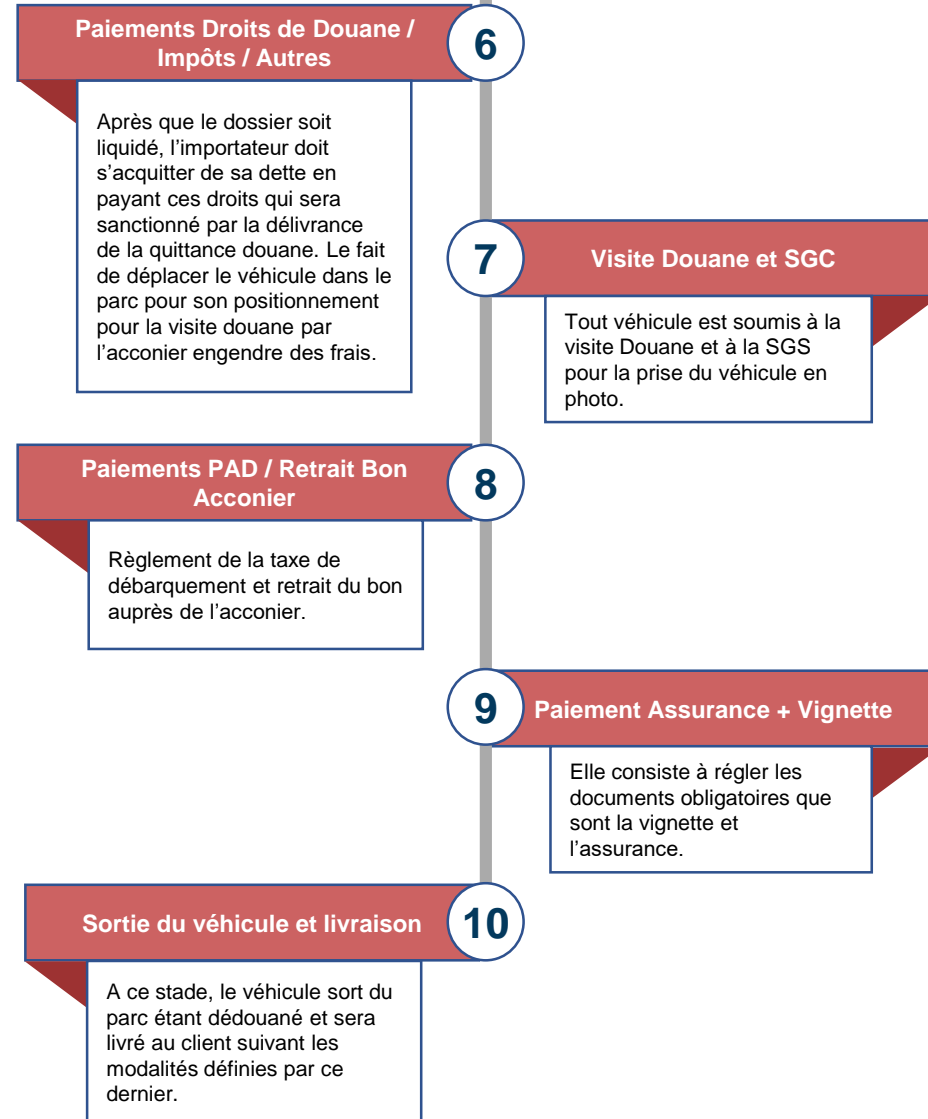 Paiements Droits de Douane /
Impôts / Autres
6
Après que le dossier soit
liquidé, l’importateur doit
s’acquitter de sa dette en
payant ces droits qui sera
sanctionné par la délivrance
de la quittance douane. Le fait
de déplacer le véhicule dans le
parc pour son positionnement
pour la visite douane par
l’acconier engendre des frais.
7
Visite Douane et SGC
Tout véhicule est soumis à la
visite Douane et à la SGS
pour la prise du véhicule en
photo.
Paiements PAD / Retrait Bon
Acconier
8
Règlement de la taxe de
débarquement et retrait du bon
auprès de l’acconier.
9
Paiement Assurance + Vignette
Elle consiste à régler les
documents obligatoires que
sont la vignette et
l’assurance.
Sortie du véhicule et livraison
10
A ce stade, le véhicule sort du
parc étant dédouané et sera
livré au client suivant les
modalités définies par ce
dernier.